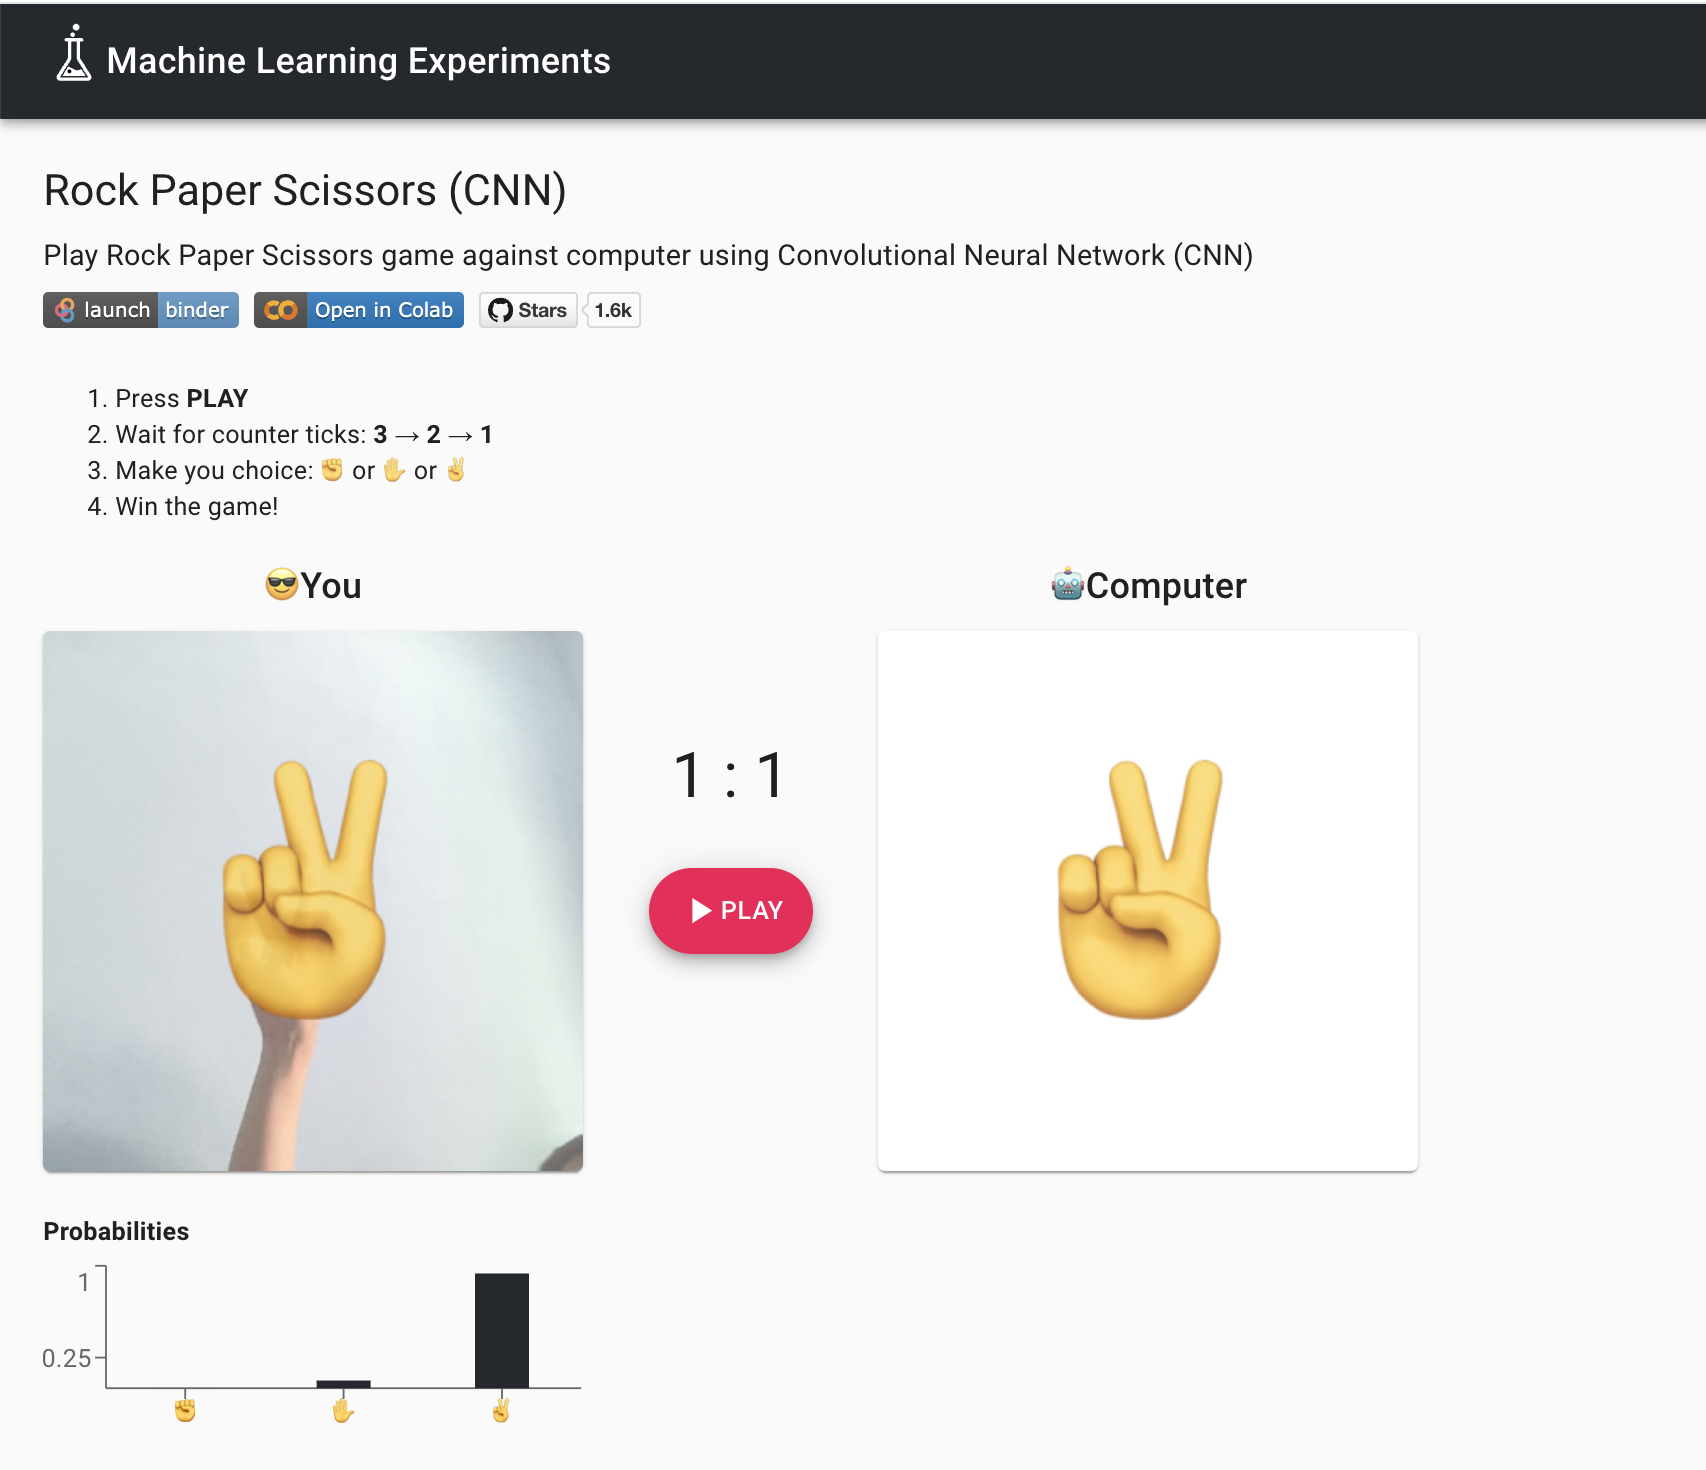 Machine Learning Experiments
Rock Paper Scissors (CNN)
Play Rock Paper Scissors game against computer using Convolutional Neural Network (CNN)
launch binder Open in Colab Stars 1.6k
1. Press PLAY
2. Wait for counter ticks: 3 → 2 → 1
3. Make you choice: ✊ or ✋ or ✌️
4. Win the game!
😎You
🤖Computer
1 : 1
PLAY
Probabilities
1
0.25
✊ ✋ ✌️